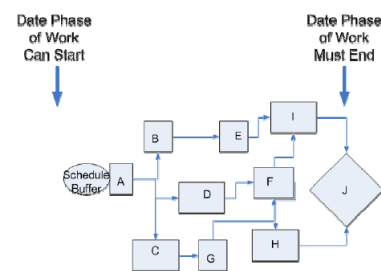 Date Phase
of Work
Can Start
Date Phase
of Work
Must End
I
B
E
Schedule
Buffer
A
D
F
J
C
G
H